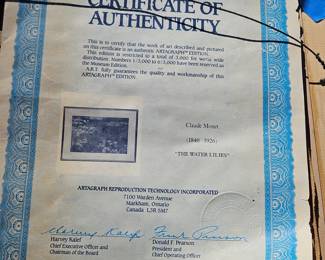 CERTIFICATE OF
AUTHENTICITY
This is to certify that the work of art described and pictured
on this certificate is an authentic ARTAGRAPH EDITION.
This edition is restricted to a total of 3,000 for world wide
distribution. Numbers 1/3,000 to 6/3,000 have been reserved as
the Museum Edition.
A.R.T. fully guarantees the quality and workmanship of this
ARTAGRAPH EDITION.
Claude Monet
(1840 - 1926)
"THE WATER LILIES"
ARTAGRAPH REPRODUCTION TECHNOLOGY INCORPORATED
7100 Warden Avenue
Markham, Ontario
Canada L3R 5M7
Harvey Kalef
Chief Executive Officer and
Chairman of the Board
Donald F. Pearson
President and
Chief Operating Officer